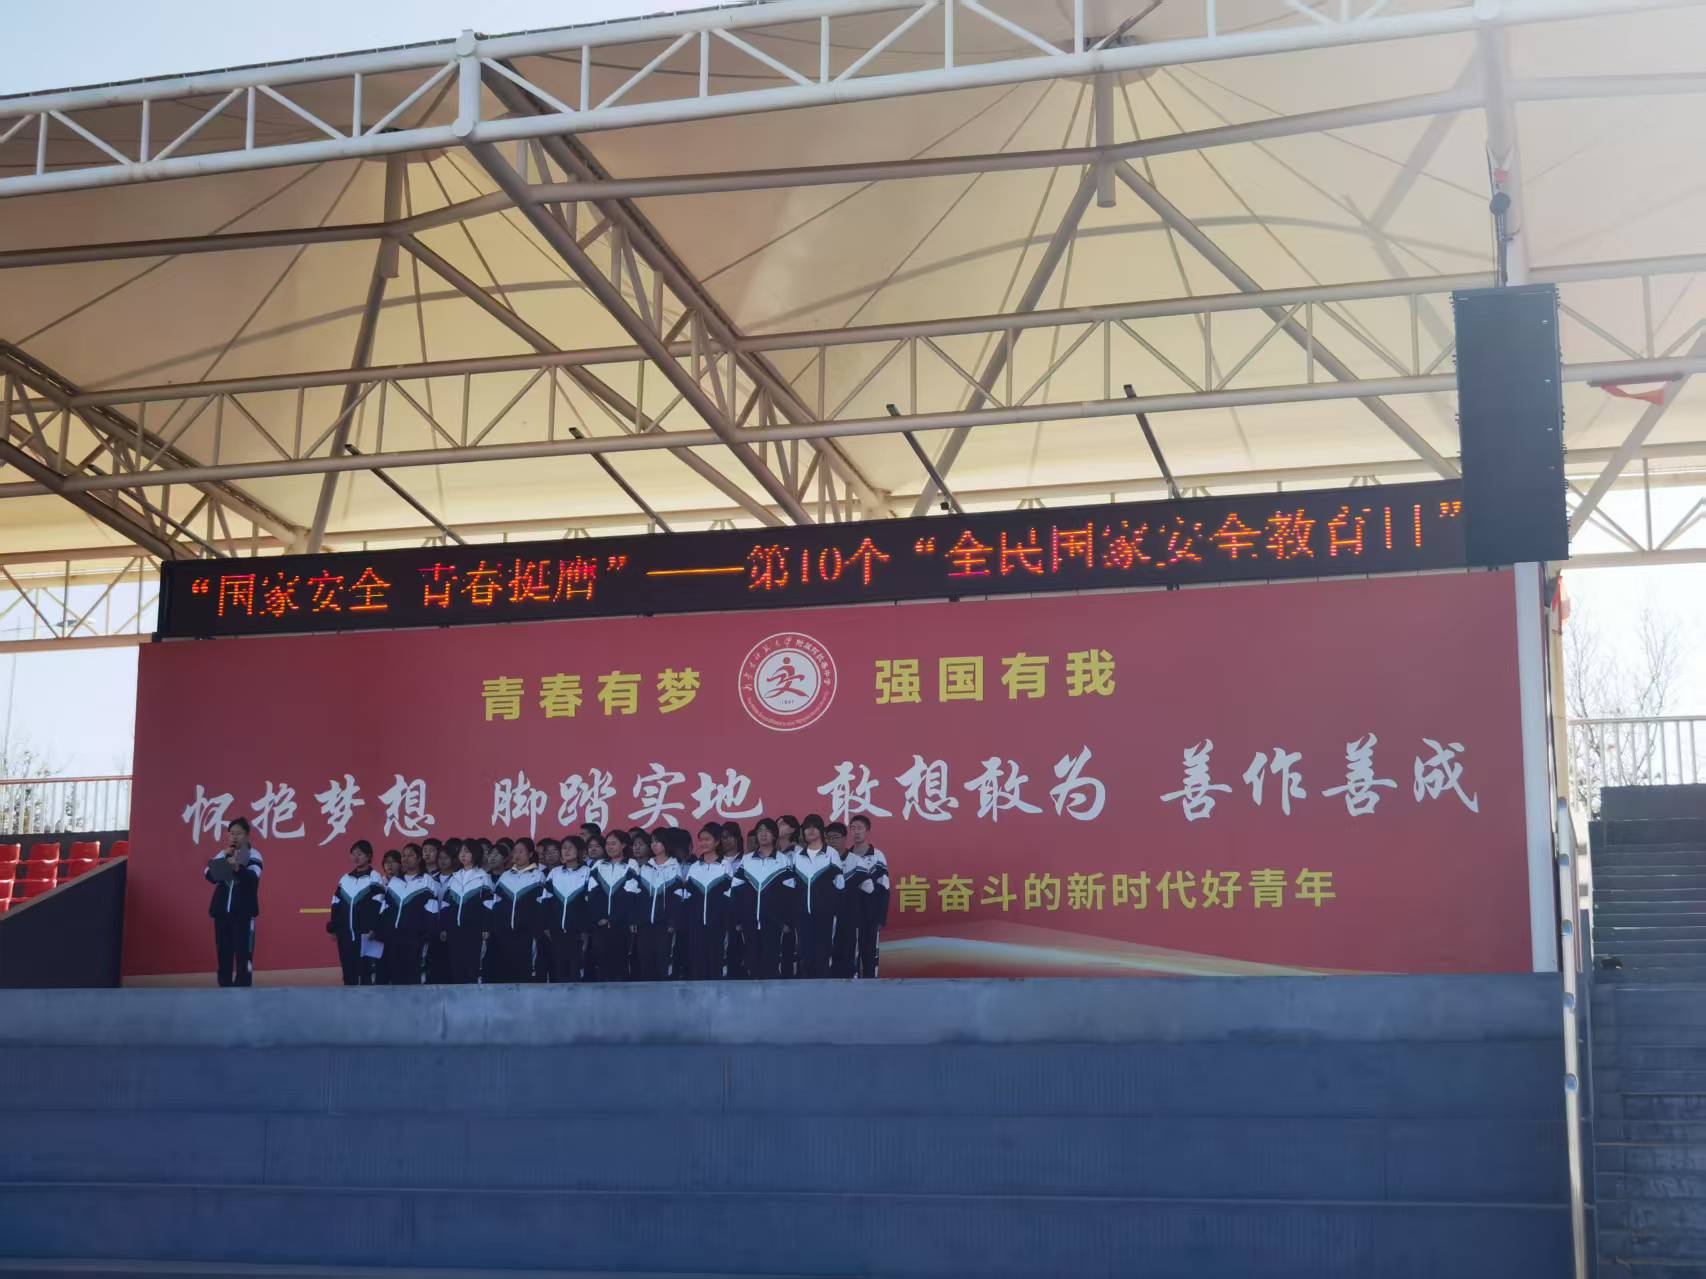 “国家安全 青春挺膺”——第10个“全民国家安全教育日”
青春有梦 强国有我
怀抱梦想 脚踏实地 敢想敢为 善作善成
肯奋斗的新时代好青年